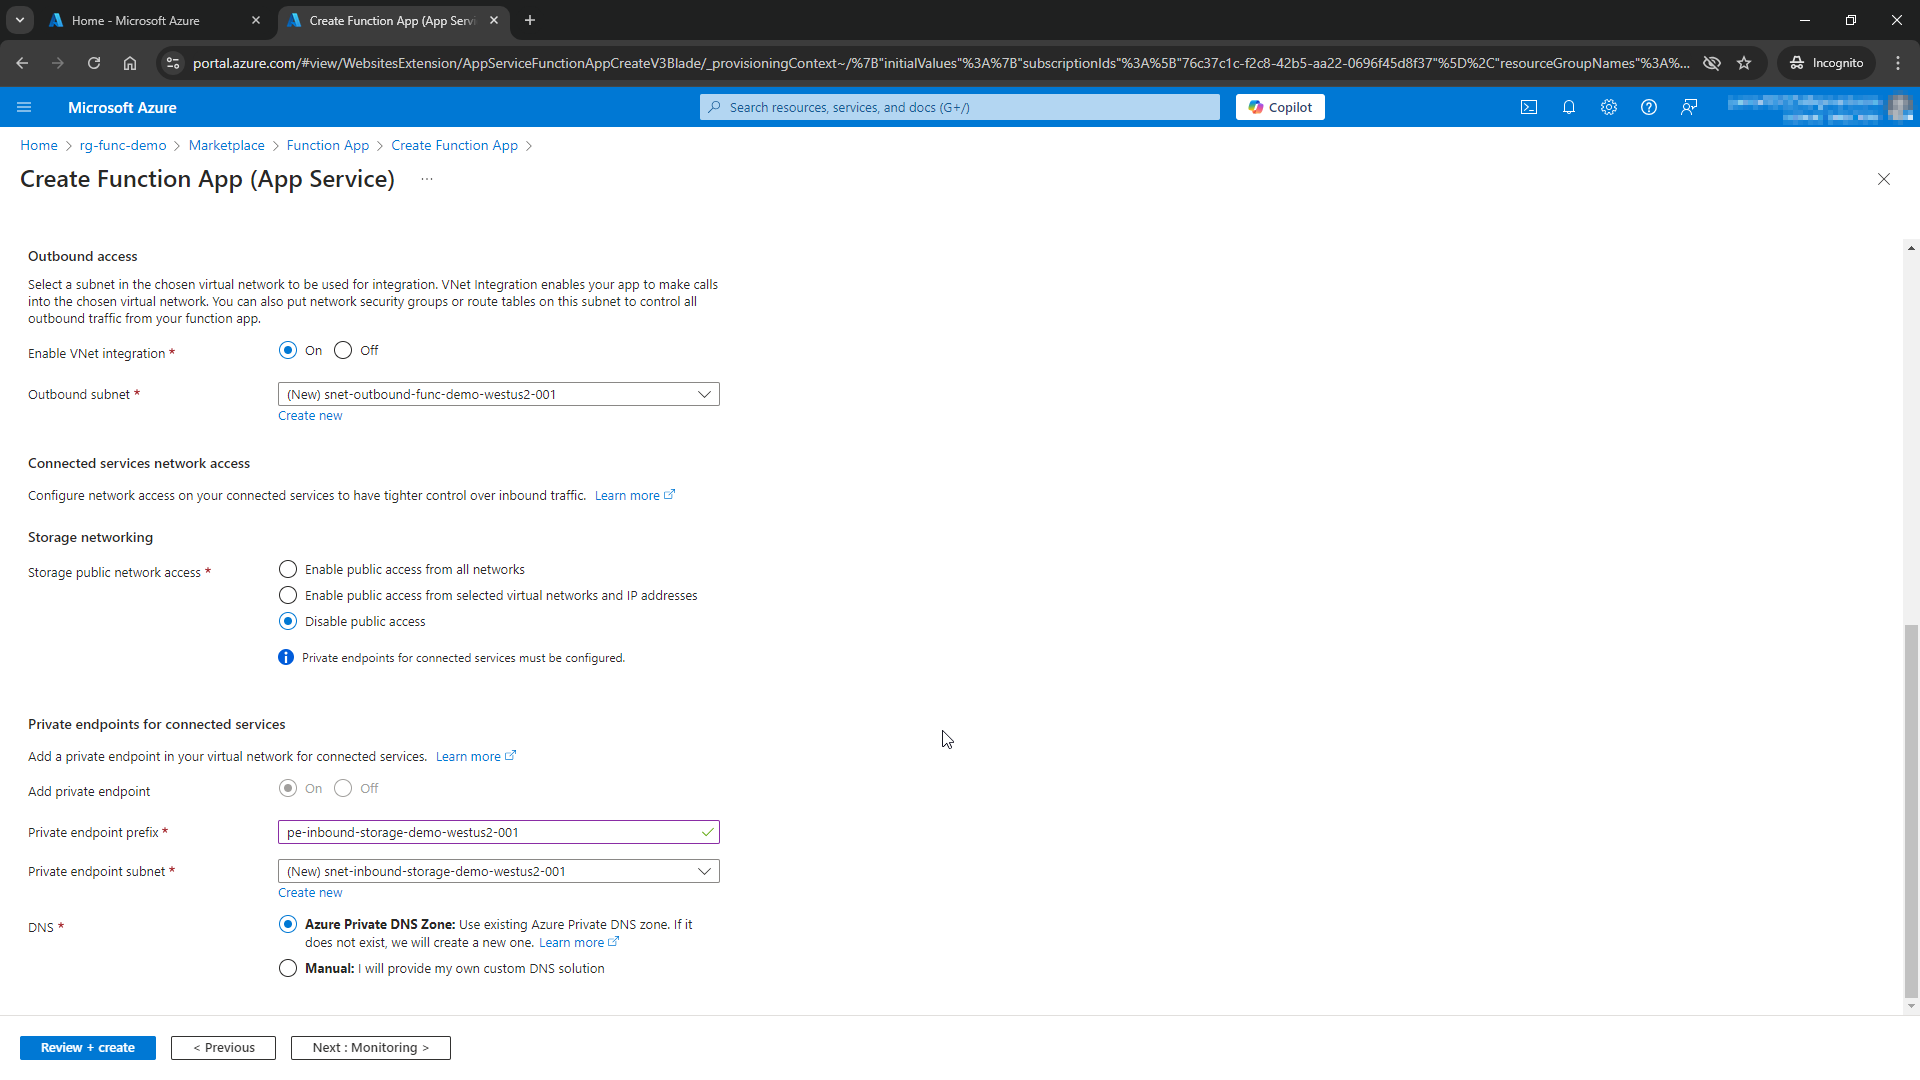 Home - Microsoft Azure
Create Function App (App Servi
portal.azure.com/#view/WebsitesExtension/AppServiceFunctionAppCreateV3Blade/_provisioningContext~/%7B"initialValues"%3A%7B"subscriptionIds"%3A%5B"76c37c1c-f2c8-42b5-aa22-0696f45d8f37"%5D%2C"resourceGroupNames"%3A%...
Incognito
Microsoft Azure
Search resources, services, and docs (G+/)
Copilot
Home > rg-func-demo > Marketplace > Function App > Create Function App >
Create Function App (App Service) ...
Outbound access
Select a subnet in the chosen virtual network to be used for integration. VNet Integration enables your app to make calls
into the chosen virtual network. You can also put network security groups or route tables on this subnet to control all
outbound traffic from your function app.
Enable VNet integration *
On
Off
Outbound subnet *
(New) snet-outbound-func-demo-westus2-001
Create new
Connected services network access
Configure network access on your connected services to have tighter control over inbound traffic. Learn more
Storage networking
Storage public network access *
Enable public access from all networks
Enable public access from selected virtual networks and IP addresses
Disable public access
Private endpoints for connected services must be configured.
Private endpoints for connected services
Add a private endpoint in your virtual network for connected services. Learn more
Add private endpoint
On
Off
Private endpoint prefix *
pe-inbound-storage-demo-westus2-001
Private endpoint subnet *
(New) snet-inbound-storage-demo-westus2-001
Create new
DNS *
Azure Private DNS Zone: Use existing Azure Private DNS zone. If it
does not exist, we will create a new one. Learn more
Manual: I will provide my own custom DNS solution
Review + create
< Previous
Next : Monitoring >